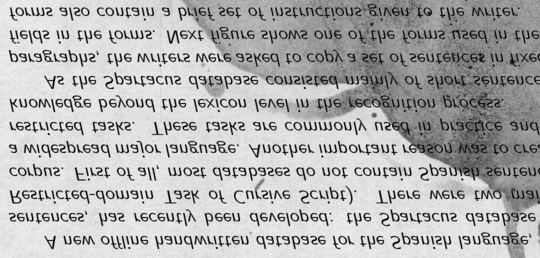 A new offline handwritten database for the Spanish language,
sentences, has recently been developed: the Spartacus database
Restricted-domain Task of Cursive Script). There were two
corpus. First of all, most databases do not contain Spanish
a widespread major language. Another important reason was to
restricted tasks. These tasks are commonly used in practice and
knowledge beyond the lexicon level in the recognition process.
As the Spartacus database consisted mainly of short
paragraphs, the writers were asked to copy a set of sentences in
fields in the forms. Next figure shows one of the forms used in the
forms also contain a brief set of instructions given to the writer.